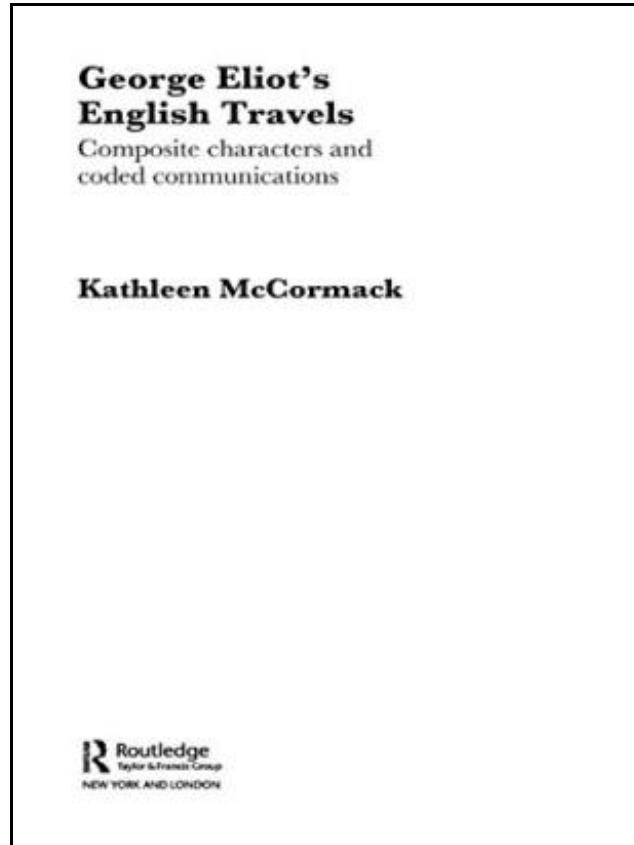 George Eliot's
English Travels
Composite characters and
coded communications
Kathleen McCormack
Routledge
Taylor & Francis Group
NEW YORK AND LONDON